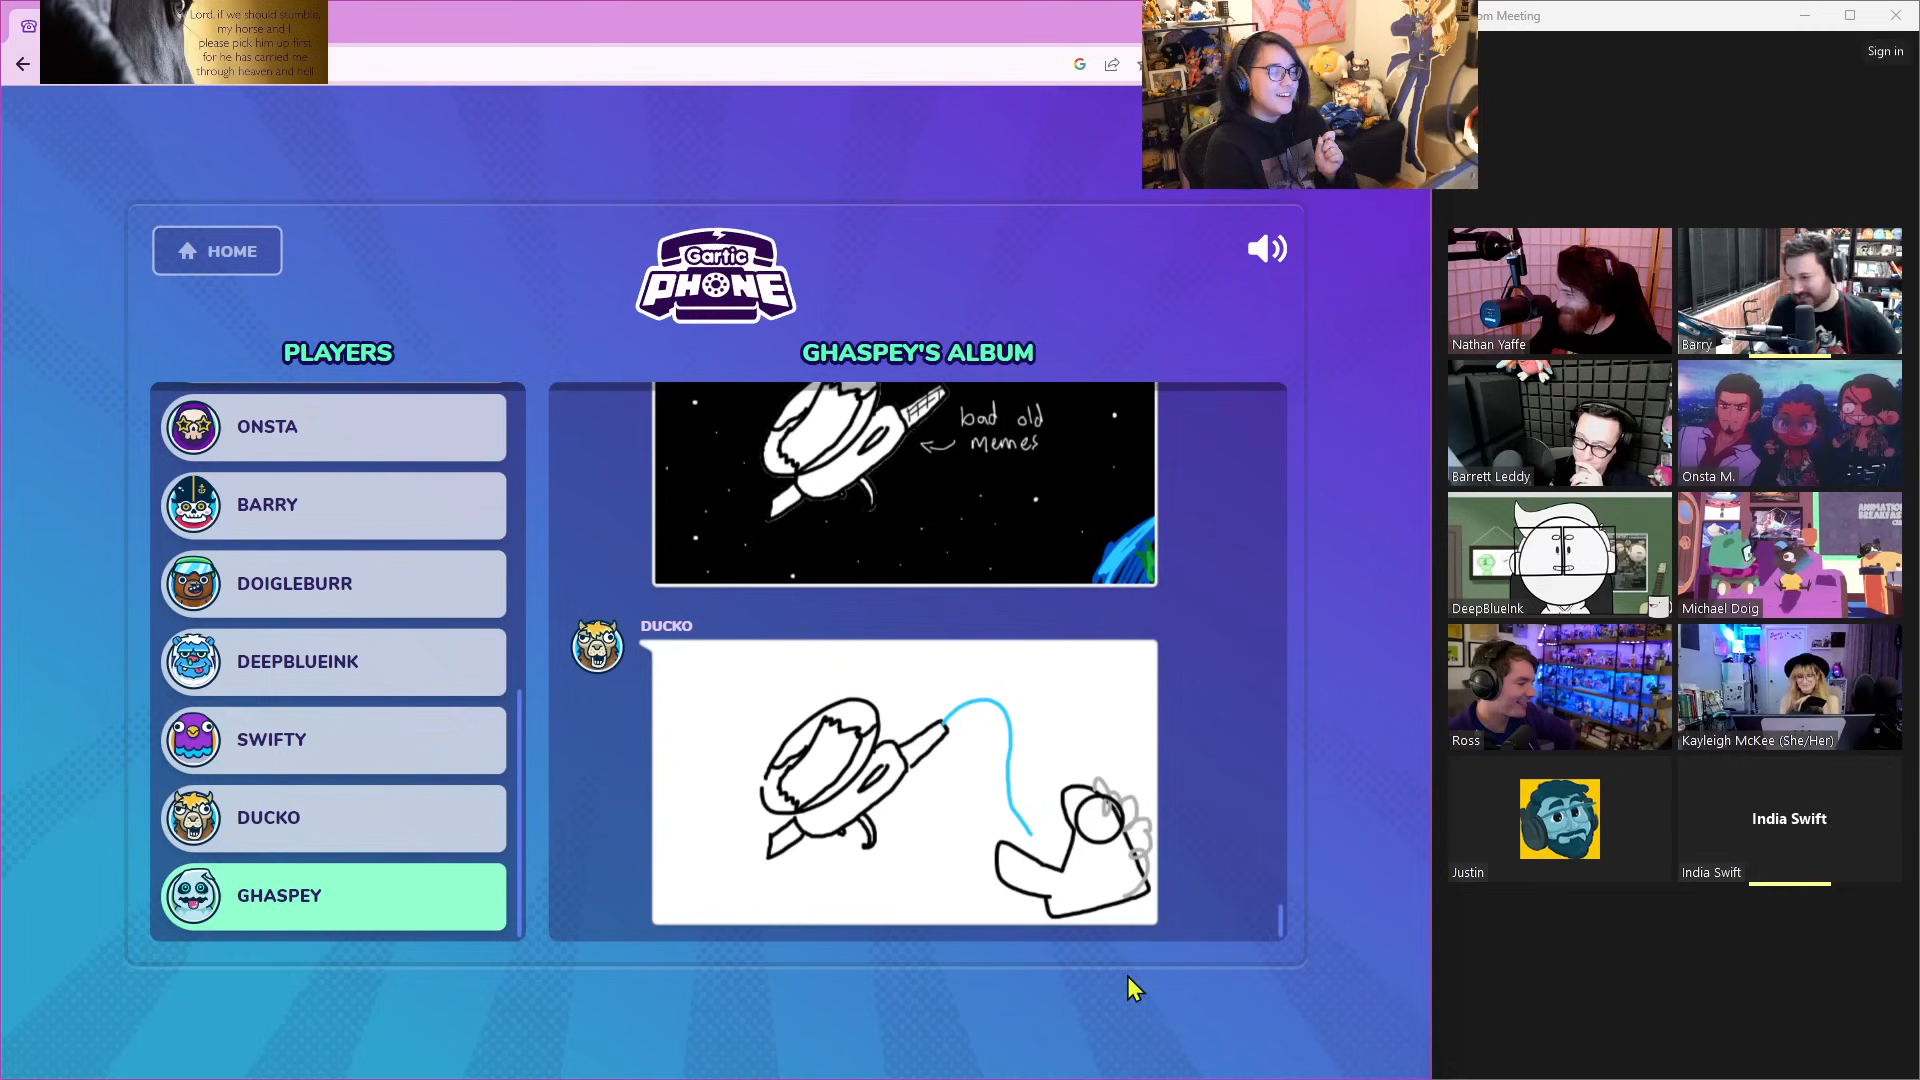 Lord, if we should stumble,
my horse and I,
please pick him up first
for he has carried me
through heaven and hell
om Meeting
Sign in
HOME
Gartic
PHONE
PLAYERS
GHASPEY'S ALBUM
ONSTA
BARRY
DOIGLEBURR
DEEPBLUEINK
SWIFTY
DUCKO
GHASPEY
bad old
memes
DUCKO
Nathan Yaffe
Barry
Barrett Leddy
Onsta M.
DeepBlueInk
ANIMATION
BREAKFAST
Michael Doig
Ross
Kayleigh McKee (She/Her)
Justin
India Swift
India Swift